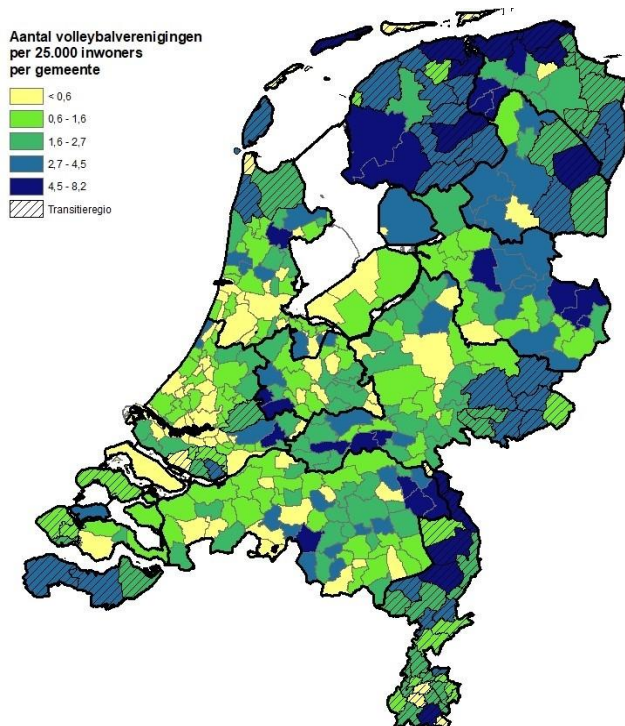 Aantal volleybalverenigingen
per 25.000 inwoners
per gemeente
< 0,6
0,6 - 1,6
1,6 - 2,7
2,7 - 4,5
4,5 - 8,2
Transitieregio